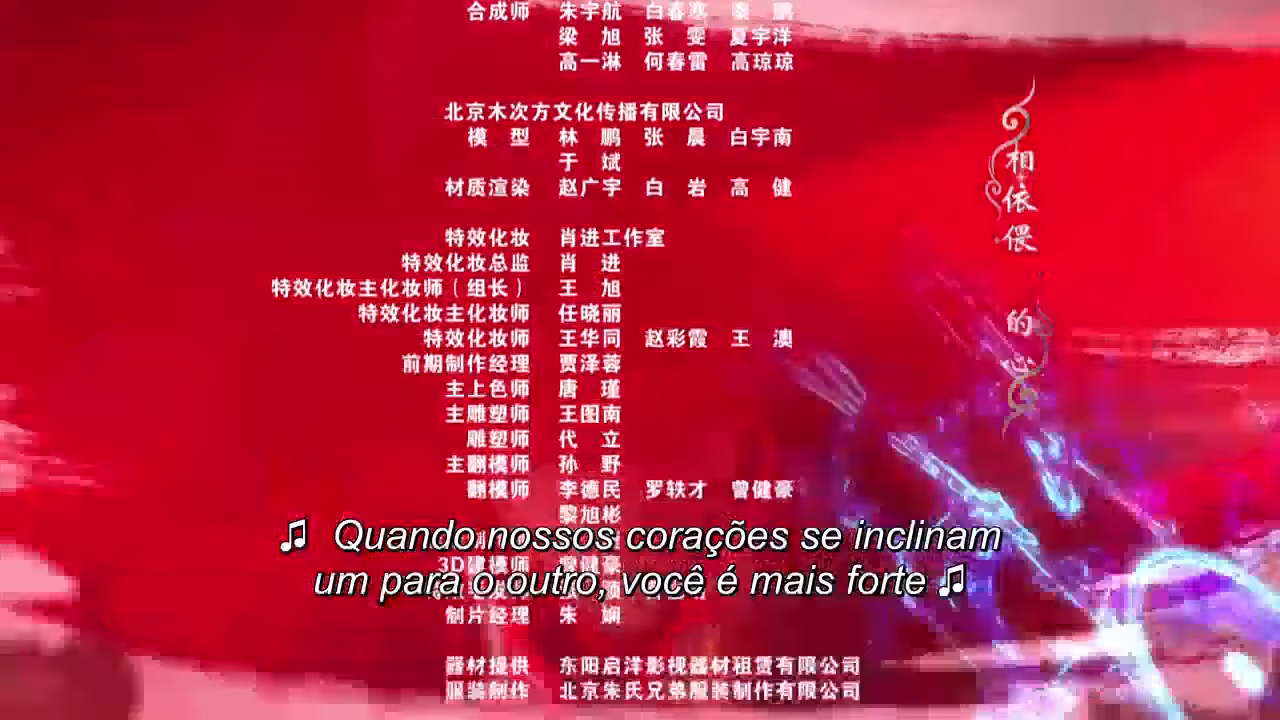 合成师 朱宇航 白春寒 秦 鹏
梁 旭 张 雯 夏宇洋
高一淋 何春雷 高琼琼
北京木次方文化传播有限公司
模 型 林 鹏 张 晨 白宇南
于 斌
材质渲染 赵广宇 白 岩 高 健
特效化妆 肖进工作室
特效化妆总监 肖 进
特效化妆主化妆师（组长） 王 旭
特效化妆主化妆师 任晓丽
特效化妆师 王华同 赵彩霞 王 澳
前期制作经理 贾泽蓉
主上色师 唐 瑾
主雕塑师 王图南
雕塑师 代 立
主翻模师 孙 野
翻模师 李德民 罗轶才 曾健豪
黎旭彬
3D建模师 曾健豪
制片经理 朱 娴
器材提供 东阳启洋影视器材租赁有限公司
服装制作 北京朱氏兄弟服装制作有限公司
相依偎 的心
♫ Quando nossos corações se inclinam
um para o outro, você é mais forte ♫